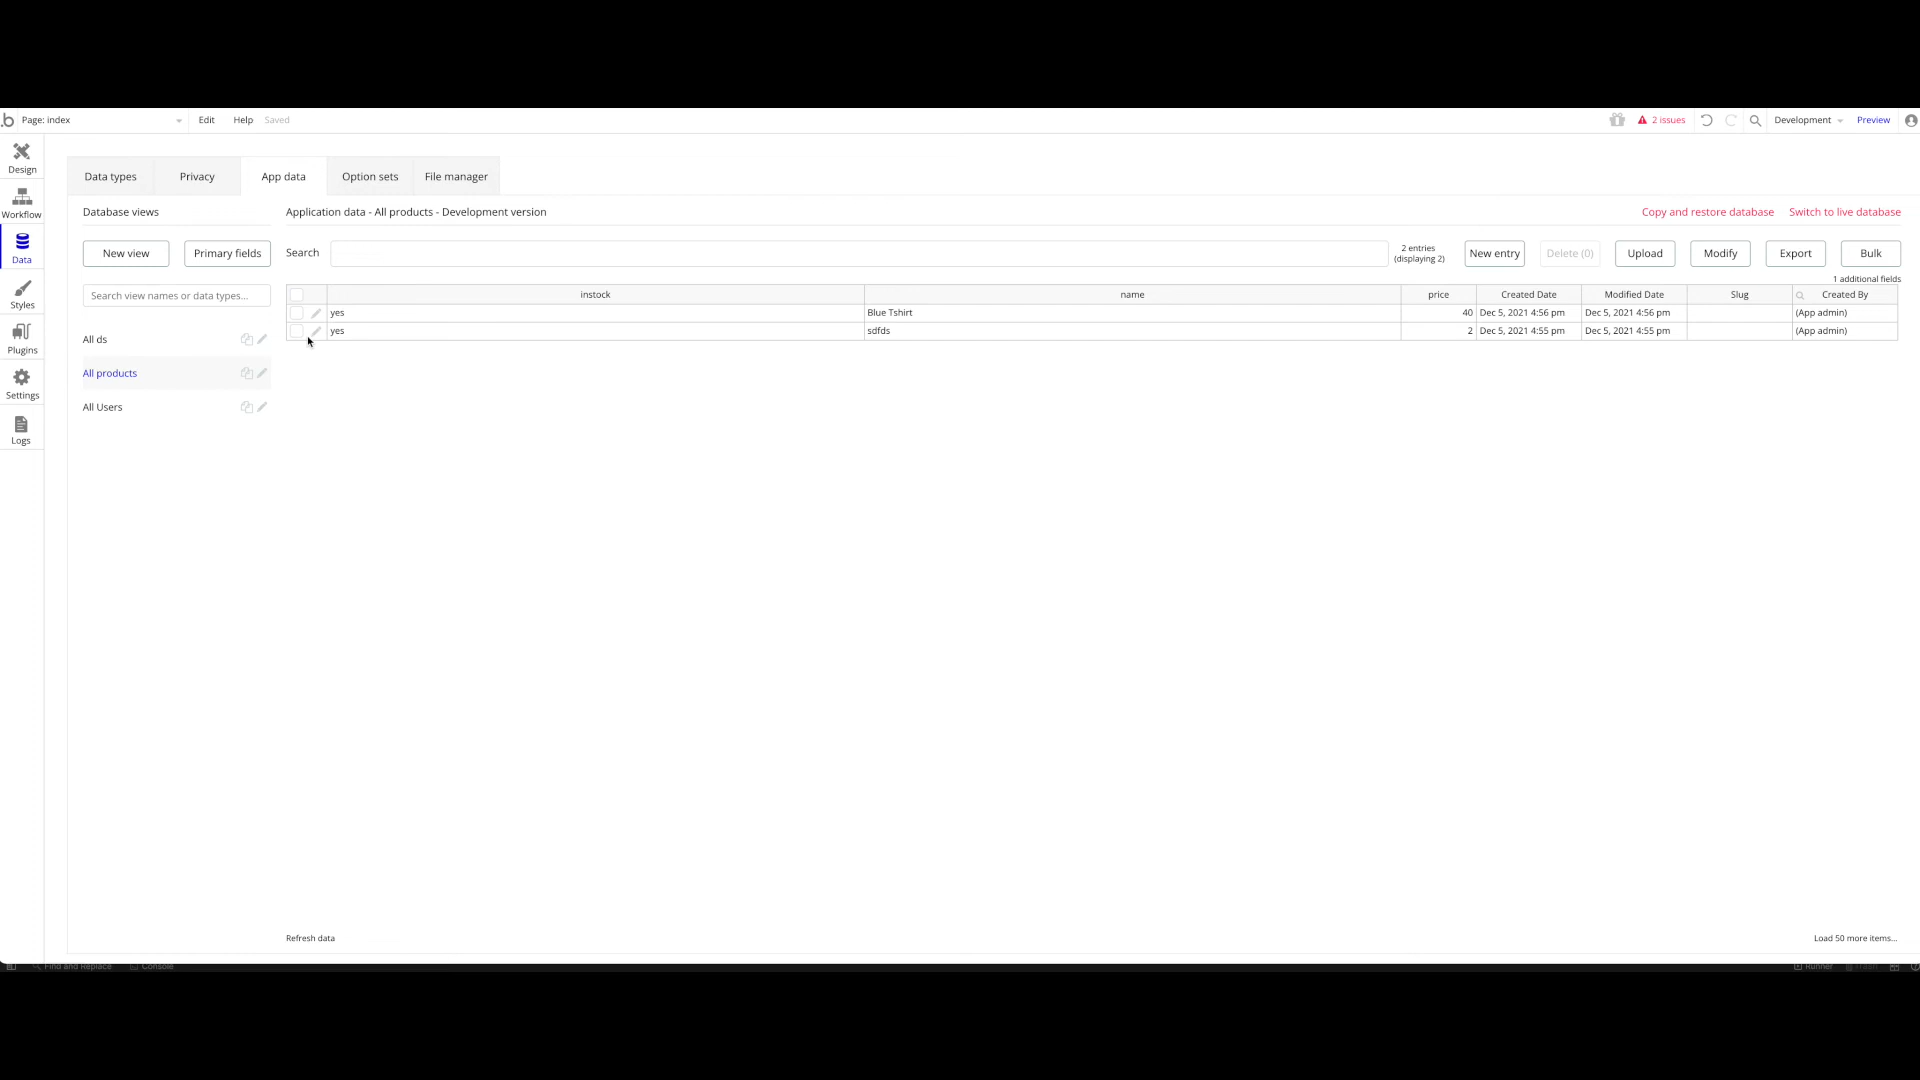 .b Page: index Edit Help Saved 2 issues Development Preview
Design
Workflow
Data
Styles
Plugins
Settings
Logs
Data types Privacy App data Option sets File manager
Database views
New view Primary fields
Search view names or data types...
All ds
All products
All Users
Application data - All products - Development version Copy and restore database Switch to live database
Search 2 entries (displaying 2) New entry Delete (0) Upload Modify Export Bulk
1 additional fields
instock name price Created Date Modified Date Slug Created By
yes Blue Tshirt 40 Dec 5, 2021 4:56 pm Dec 5, 2021 4:56 pm (App admin)
yes sdfds 2 Dec 5, 2021 4:55 pm Dec 5, 2021 4:55 pm (App admin)
Refresh data Load 50 more items...
Find and Replace Console Runner Trash